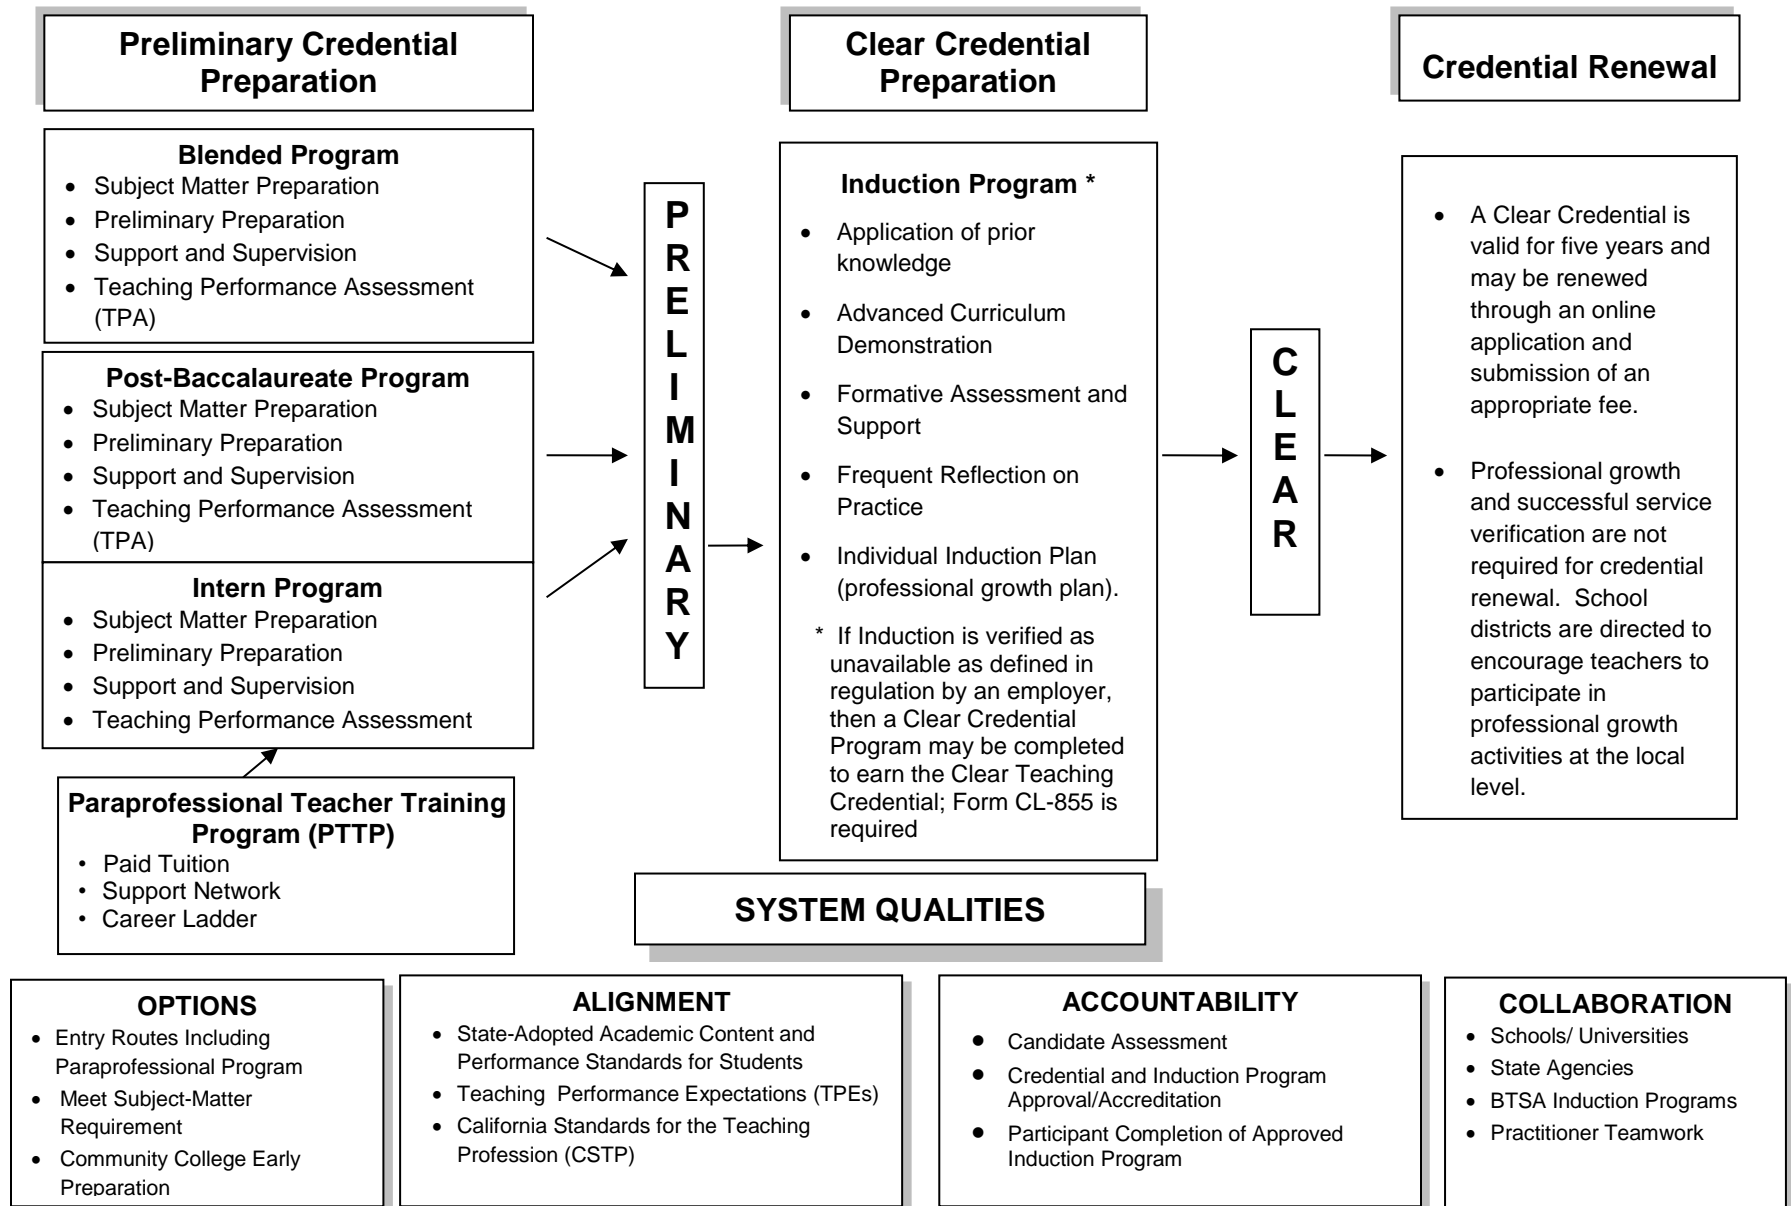 Preliminary Credential
Preparation
Clear Credential
Preparation
Credential Renewal
Blended Program
• Subject Matter Preparation
• Preliminary Preparation
• Support and Supervision
• Teaching Performance Assessment
(TPA)
Post-Baccalaureate Program
• Subject Matter Preparation
• Preliminary Preparation
• Support and Supervision
• Teaching Performance Assessment
(TPA)
Intern Program
• Subject Matter Preparation
• Preliminary Preparation
• Support and Supervision
• Teaching Performance Assessment
Paraprofessional Teacher Training
Program (PTTP)
• Paid Tuition
• Support Network
• Career Ladder
P
R
E
L
I
M
I
N
A
R
Y
Induction Program *
• Application of prior
knowledge
• Advanced Curriculum
Demonstration
• Formative Assessment and
Support
• Frequent Reflection on
Practice
• Individual Induction Plan
(professional growth plan).
* If Induction is verified as
unavailable as defined in
regulation by an employer,
then a Clear Credential
Program may be completed
to earn the Clear Teaching
Credential; Form CL-855 is
required
C
L
E
A
R
• A Clear Credential is
valid for five years and
may be renewed
through an online
application and
submission of an
appropriate fee.
• Professional growth
and successful service
verification are not
required for credential
renewal. School
districts are directed to
encourage teachers to
participate in
professional growth
activities at the local
level.
SYSTEM QUALITIES
OPTIONS
• Entry Routes Including
Paraprofessional Program
• Meet Subject-Matter
Requirement
• Community College Early
Preparation
ALIGNMENT
• State-Adopted Academic Content and
Performance Standards for Students
• Teaching Performance Expectations (TPEs)
• California Standards for the Teaching
Profession (CSTP)
ACCOUNTABILITY
• Candidate Assessment
• Credential and Induction Program
Approval/Accreditation
• Participant Completion of Approved
Induction Program
COLLABORATION
• Schools/ Universities
• State Agencies
• BTSA Induction Programs
• Practitioner Teamwork